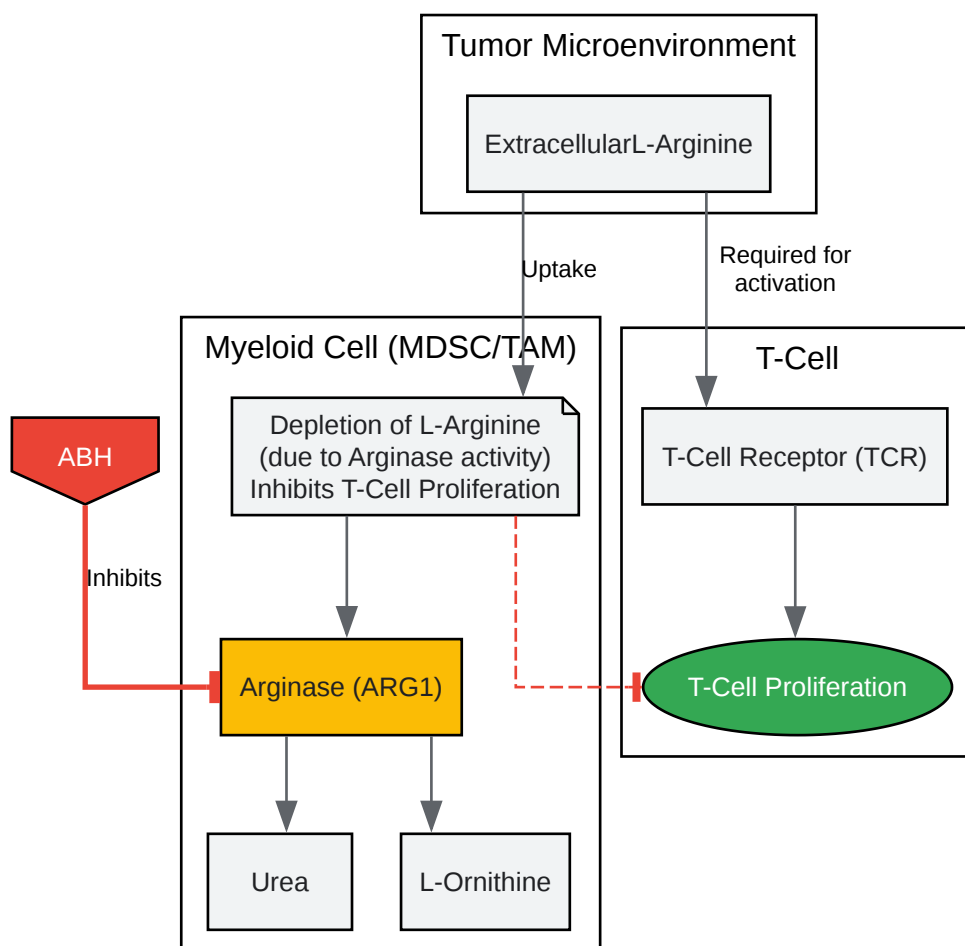 Tumor Microenvironment
ExtracellularL-Arginine
Uptake
Required for
activation
Myeloid Cell (MDSC/TAM)
T-Cell
Depletion of L-Arginine
(due to Arginase activity)
Inhibits T-Cell Proliferation
ABH
T-Cell Receptor (TCR)
Inhibits
Arginase (ARG1)
T-Cell Proliferation
Urea
L-Ornithine